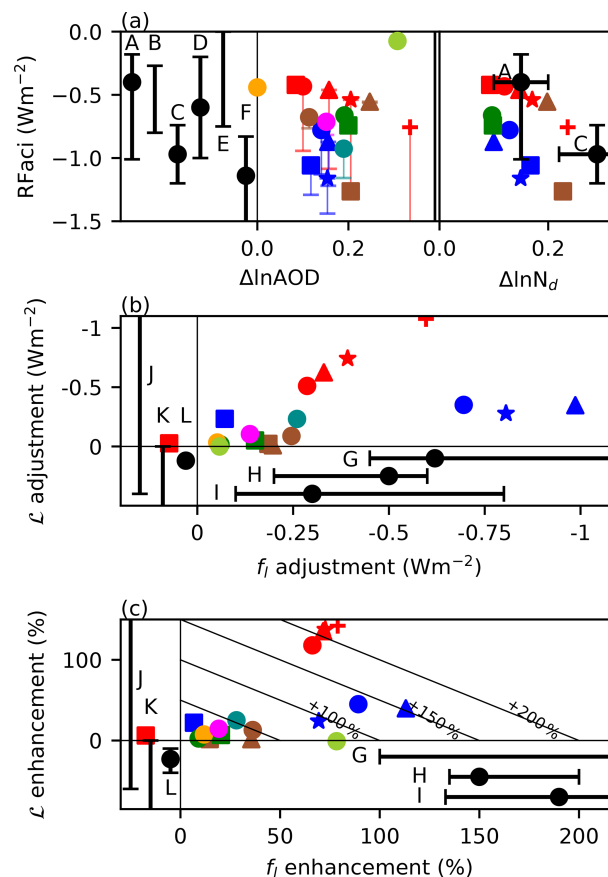 (a)
0.0
−0.5
−1.0
−1.5
RFaci (Wm⁻²)
A
B
D
C
E
F
A
C
0.0
0.2
0.0
0.2
ΔlnAOD
ΔlnN_d
(b)
-1
-0.5
0
ℒ adjustment (Wm⁻²)
J
K
L
G
H
I
0
-0.25
-0.5
-0.75
-1
f_l adjustment (Wm⁻²)
(c)
100
0
ℒ enhancement (%)
J
K
L
+100%
+150%
+200%
G
H
I
0
50
100
150
200
f_l enhancement (%)